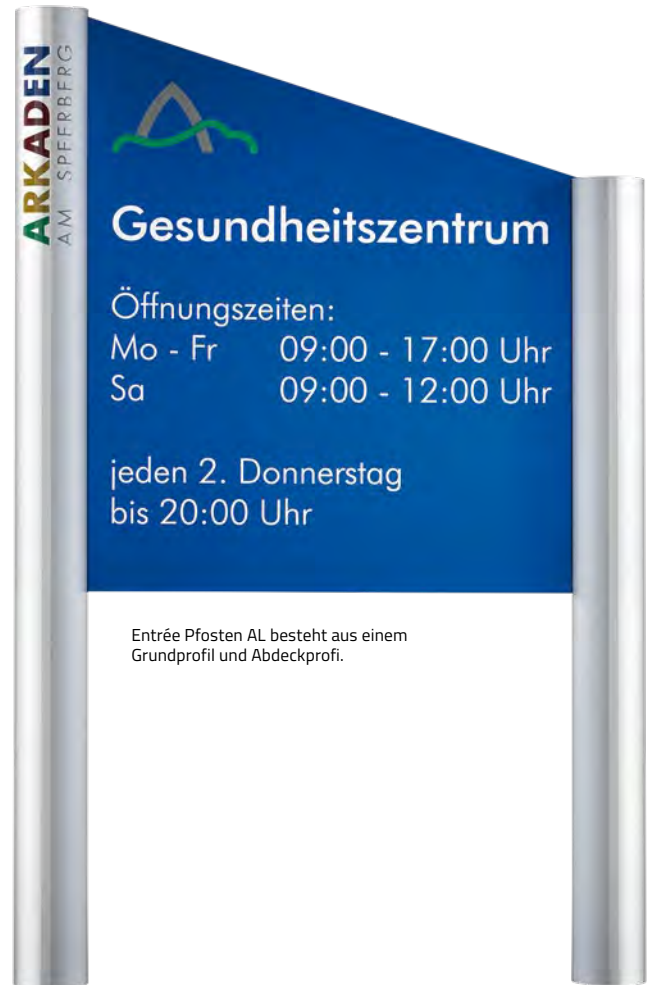 ARKADEN
AM SPEERBERG
Gesundheitszentrum
Öffnungszeiten:
Mo - Fr 09:00 - 17:00 Uhr
Sa 09:00 - 12:00 Uhr
jeden 2. Donnerstag
bis 20:00 Uhr
Entrée Pfosten AL besteht aus einem
Grundprofil und Abdeckprofi.